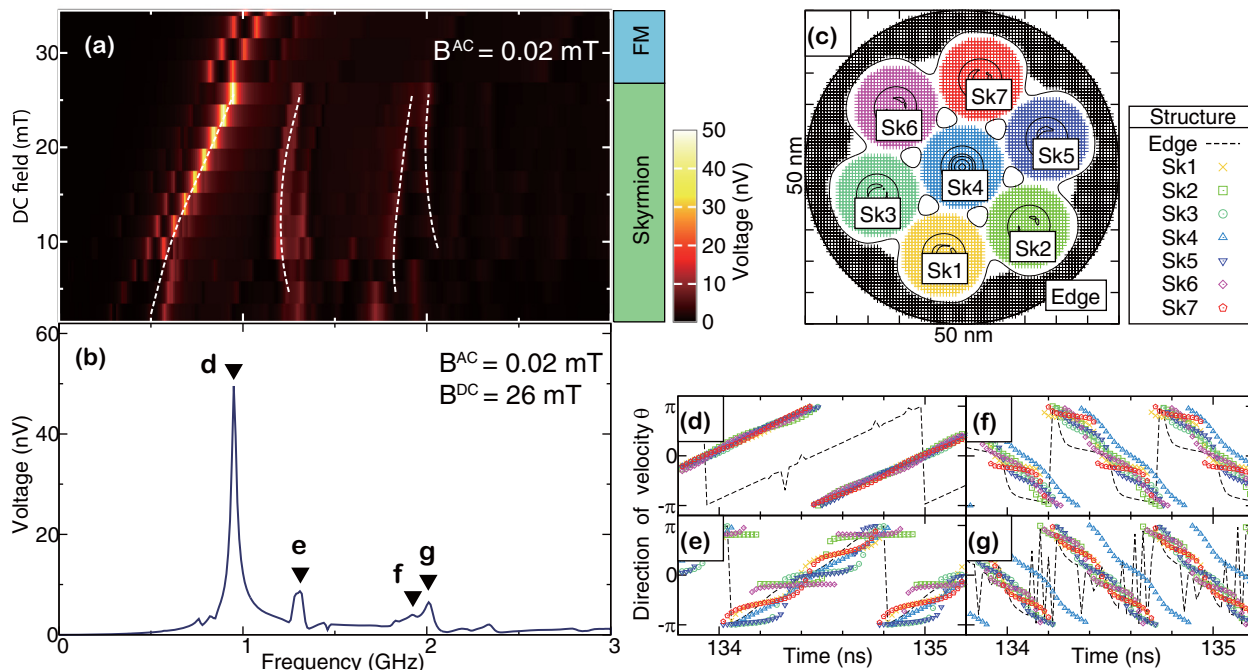 (a)
B^AC = 0.02 mT
DC field (mT)
30
20
10
FM
Skyrmion
50
40
30
20
10
0
Voltage (nV)
(b)
B^AC = 0.02 mT
B^DC = 26 mT
d
e
f
g
Voltage (nV)
60
40
20
0
0
1
2
3
Frequency (GHz)
(c)
Sk7
Sk6
Sk5
Sk4
Sk3
Sk2
Sk1
Edge
50 nm
50 nm
Structure
Edge
Sk1
Sk2
Sk3
Sk4
Sk5
Sk6
Sk7
Direction of velocity θ
π
0
-π
π
0
-π
(d)
(f)
(e)
(g)
134
135
134
135
Time (ns)
Time (ns)